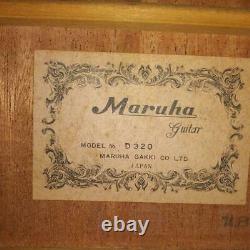 Maruha
Guitar
MODEL № D320
MARUHA GAKKI CO LTD.
JAPAN
ebay